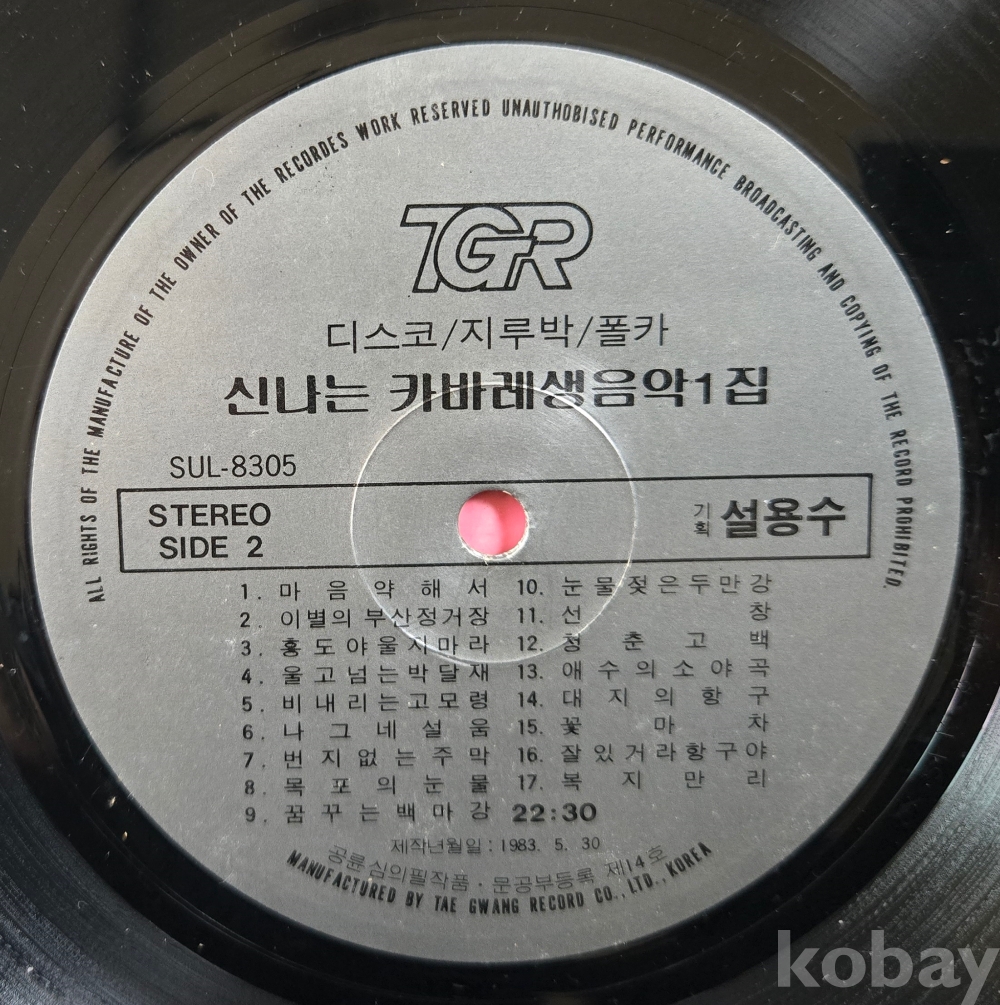 ALL RIGHTS OF THE MANUFACTURE OF THE OWNER OF THE RECORDES WORK RESERVED UNAUTHOBISED PERFORMANCE BROADCASTING AND COPYING OF THE RECORD PROHIBITED.
TGR
디스코/지루박/폴카
신나는 카바레생음악1집
SUL-8305
STEREO
SIDE 2
기획 설용수
1. 마음약해서
2. 이별의부산정거장
3. 홍도야울지마라
4. 울고넘는박달재
5. 비내리는고모령
6. 나그네설움
7. 번지없는주막
8. 목포의눈물
9. 꿈꾸는백마강
10. 눈물젖은두만강
11. 선창
12. 청춘고백
13. 애수의소야곡
14. 대지의항구
15. 꽃마차
16. 잘있거라항구야
17. 복지만리
22:30
제작년월일 : 1983. 5. 30
공륜심의필작품 · 문공부등록 제14호
MANUFACTURED BY TAE GWANG RECORD CO., LTD., KOREA
kobay